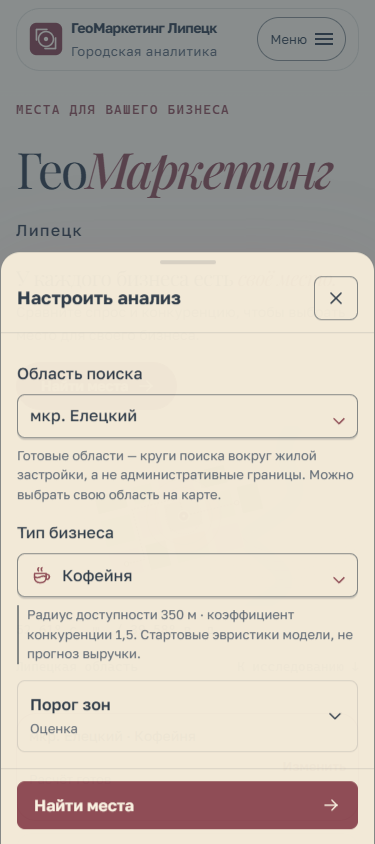 ГеоМаркетинг Липецк
Городская аналитика
Меню
МЕСТА ДЛЯ ВАШЕГО БИЗНЕСА
ГеоМаркетинг
Липецк
Настроить анализ
Область поиска
мкр. Елецкий
Готовые области — круги поиска вокруг жилой
застройки, а не административные границы. Можно
выбрать свою область на карте.
Тип бизнеса
Кофейня
Радиус доступности 350 м · коэффициент
конкуренции 1,5. Стартовые эвристики модели, не
прогноз выручки.
Порог зон
Оценка
Найти места